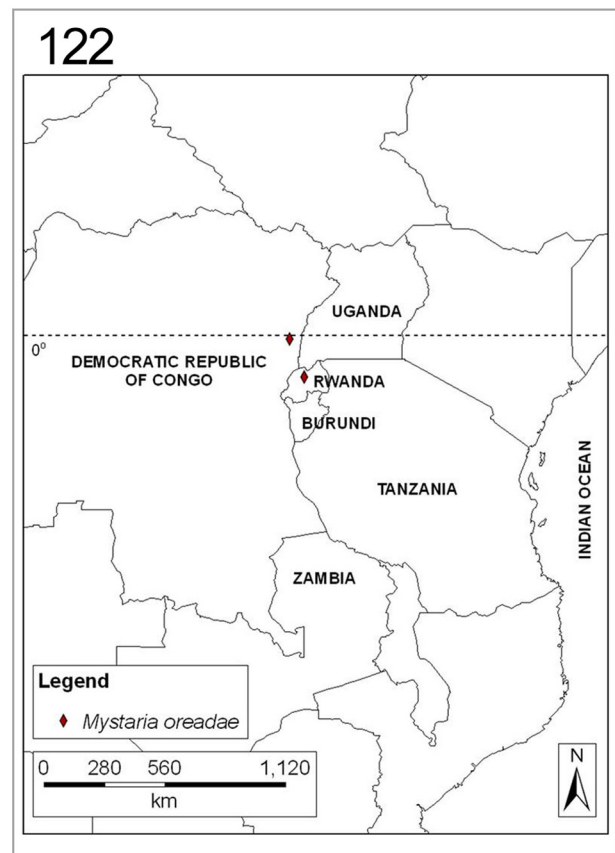 122
UGANDA
0°
DEMOCRATIC REPUBLIC
OF CONGO
RWANDA
BURUNDI
TANZANIA
INDIAN OCEAN
ZAMBIA
Legend
Mystaria oreadae
0 280 560 1,120
km
N